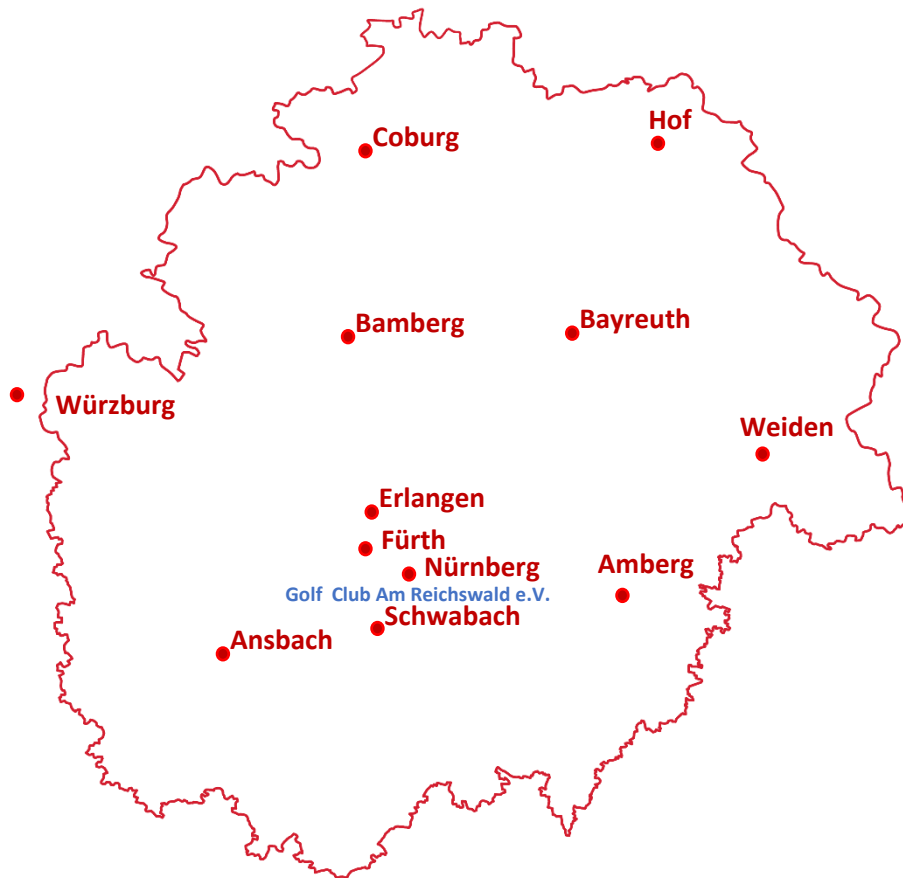 Hof
Coburg
Bamberg
Bayreuth
Würzburg
Weiden
Erlangen
Fürth
Nürnberg
Amberg
Golf Club Am Reichswald e.V.
Schwabach
Ansbach